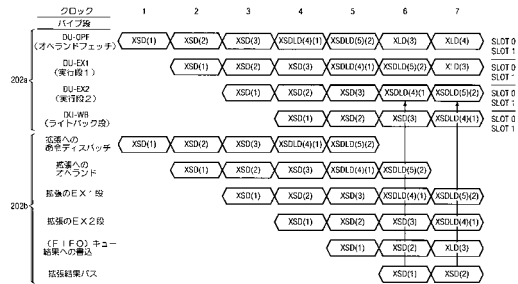 クロック 1 2 3 4 5 6 7
パイプ段
DU-OPF XSD(1) XSD(2) XSD(3) XSDLD(4)(1) XSDLD(5)(2) XLD(3) XLD(4) SLOT 0
(オペランドフェッチ) SLOT 1
DU-EX1 XSD(1) XSD(2) XSD(3) XSDLD(4)(1) XSDLD(5)(2) SLOT 0
(実行段1) SLOT 1
202a
DU-EX2 XSD(1) XSD(2) XSD(3) XSDLD(4)(1 XSDLD(5)(2) SLOT 0
(実行段2) SLOT 1
DU-WB XSD(1) XSD(2) XSD(3) XSDLD(4)(1) SLOT 0
(ライトバック段) SLOT 1
拡張への XSD(1) XSD(2) XSD(3) XSDLD(4)(1) XSDLD(5)(2)
ディスパッチ
拡張への XSD(1) XSD(2) XSD(3) XSDLD(4)(1) XSDLD(5)(2)
オペランド
拡張のEX1段 XSD(1) XSD(2) XSD(3) XSDLD(4)(1) XSDLD(5)(2)
202b
拡張のEX2段 XSD(1) XSD(2) XSD(3) XSDLD(4)(1)
(FIFO)キュー XSD(1) XSD(2) XLD(3)
結果への書込
拡張結果バス XSD(1) XSD(2)